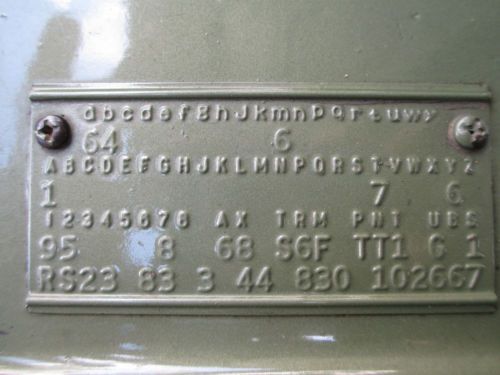 abcdefghJkmnpqrtuwy
64 6
ABCDEFGHJKLMNPQRSTVWXYZ
1 7 6
12345678 AX TRM PNT UBS
95 8 68 S6F TT1 G 1
RS23 83 3 44 830 102667